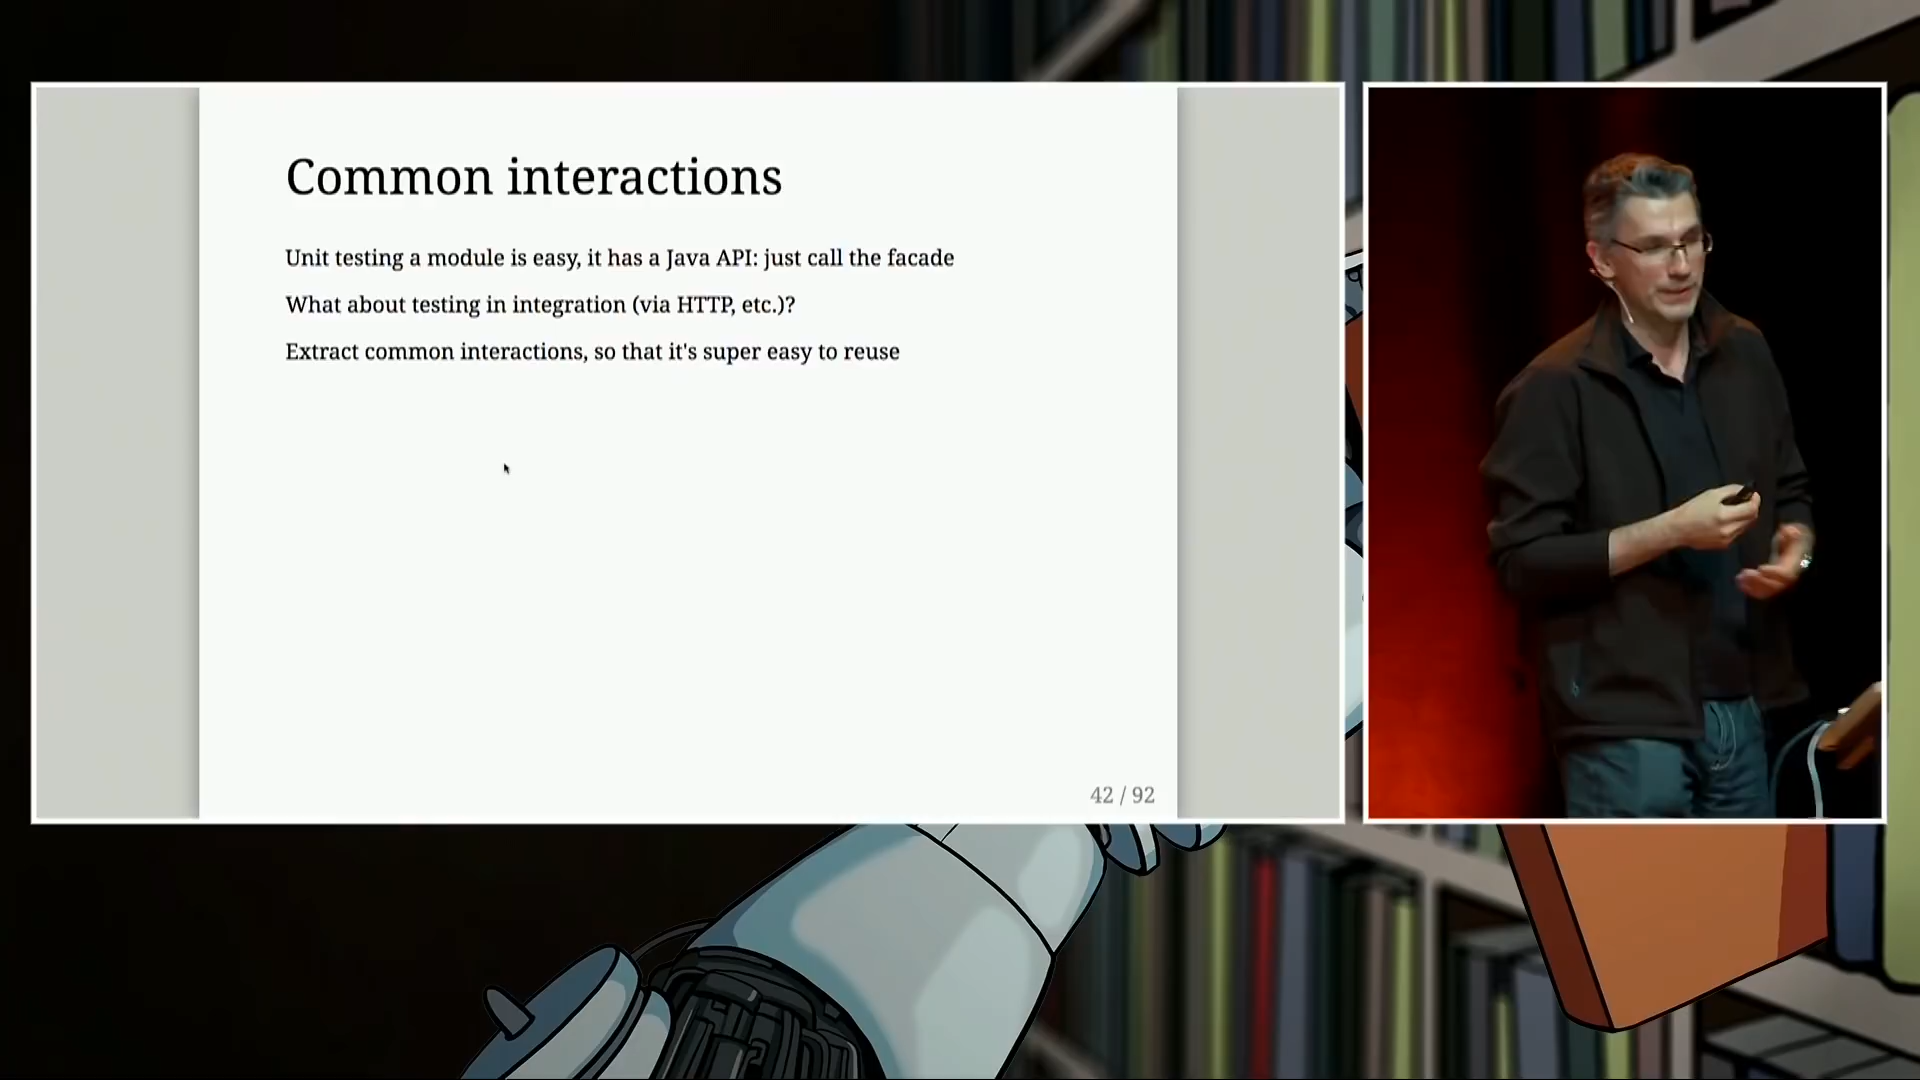 Common interactions
Unit testing a module is easy, it has a Java API: just call the facade
What about testing in integration (via HTTP, etc.)?
Extract common interactions, so that it's super easy to reuse
42 / 92